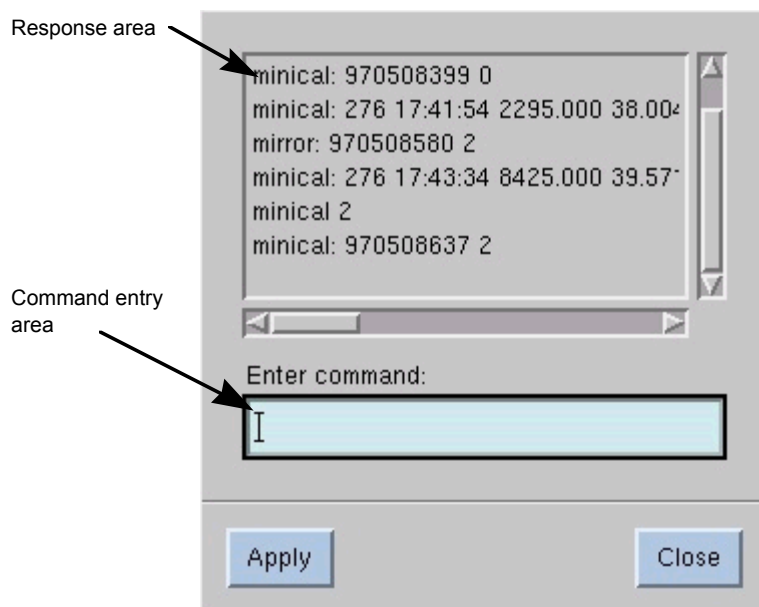 Response area
minical: 970508399 0
minical: 276 17:41:54 2295.000 38.004
mirror: 970508580 2
minical: 276 17:43:34 8425.000 39.57
minical 2
minical: 970508637 2
Command entry
area
Enter command:
Apply
Close